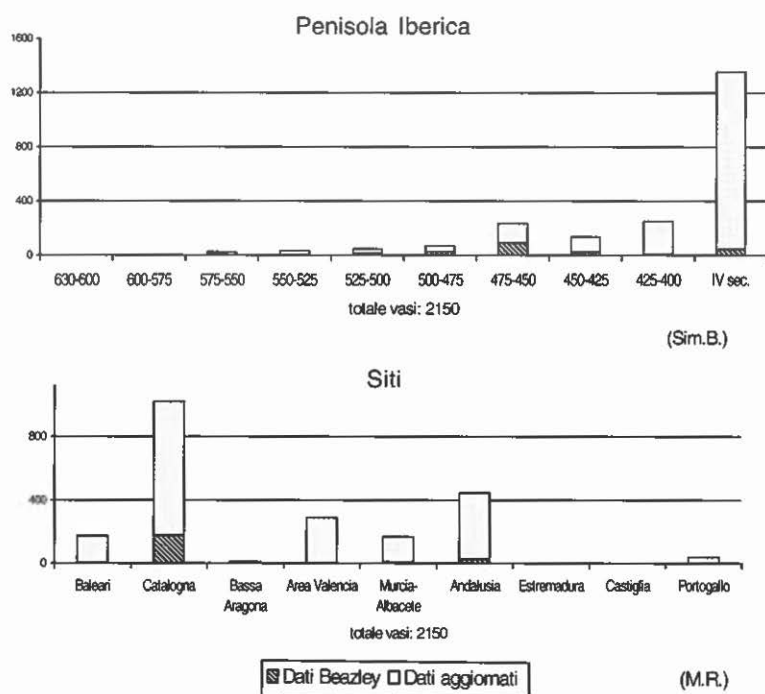 Penisola Iberica
1600
1200
800
400
0
630-600 600-575 575-550 550-525 525-500 500-475 475-450 450-425 425-400 IV sec.
totale vasi: 2150
(Sim.B.)
Siti
800
400
0
Baleari Catalogna Bassa Aragona Area Valencia Murcia-Albacete Andalusia Estremadura Castiglia Portogallo
totale vasi: 2150
Dati Beazley Dati aggiornati
(M.R.)